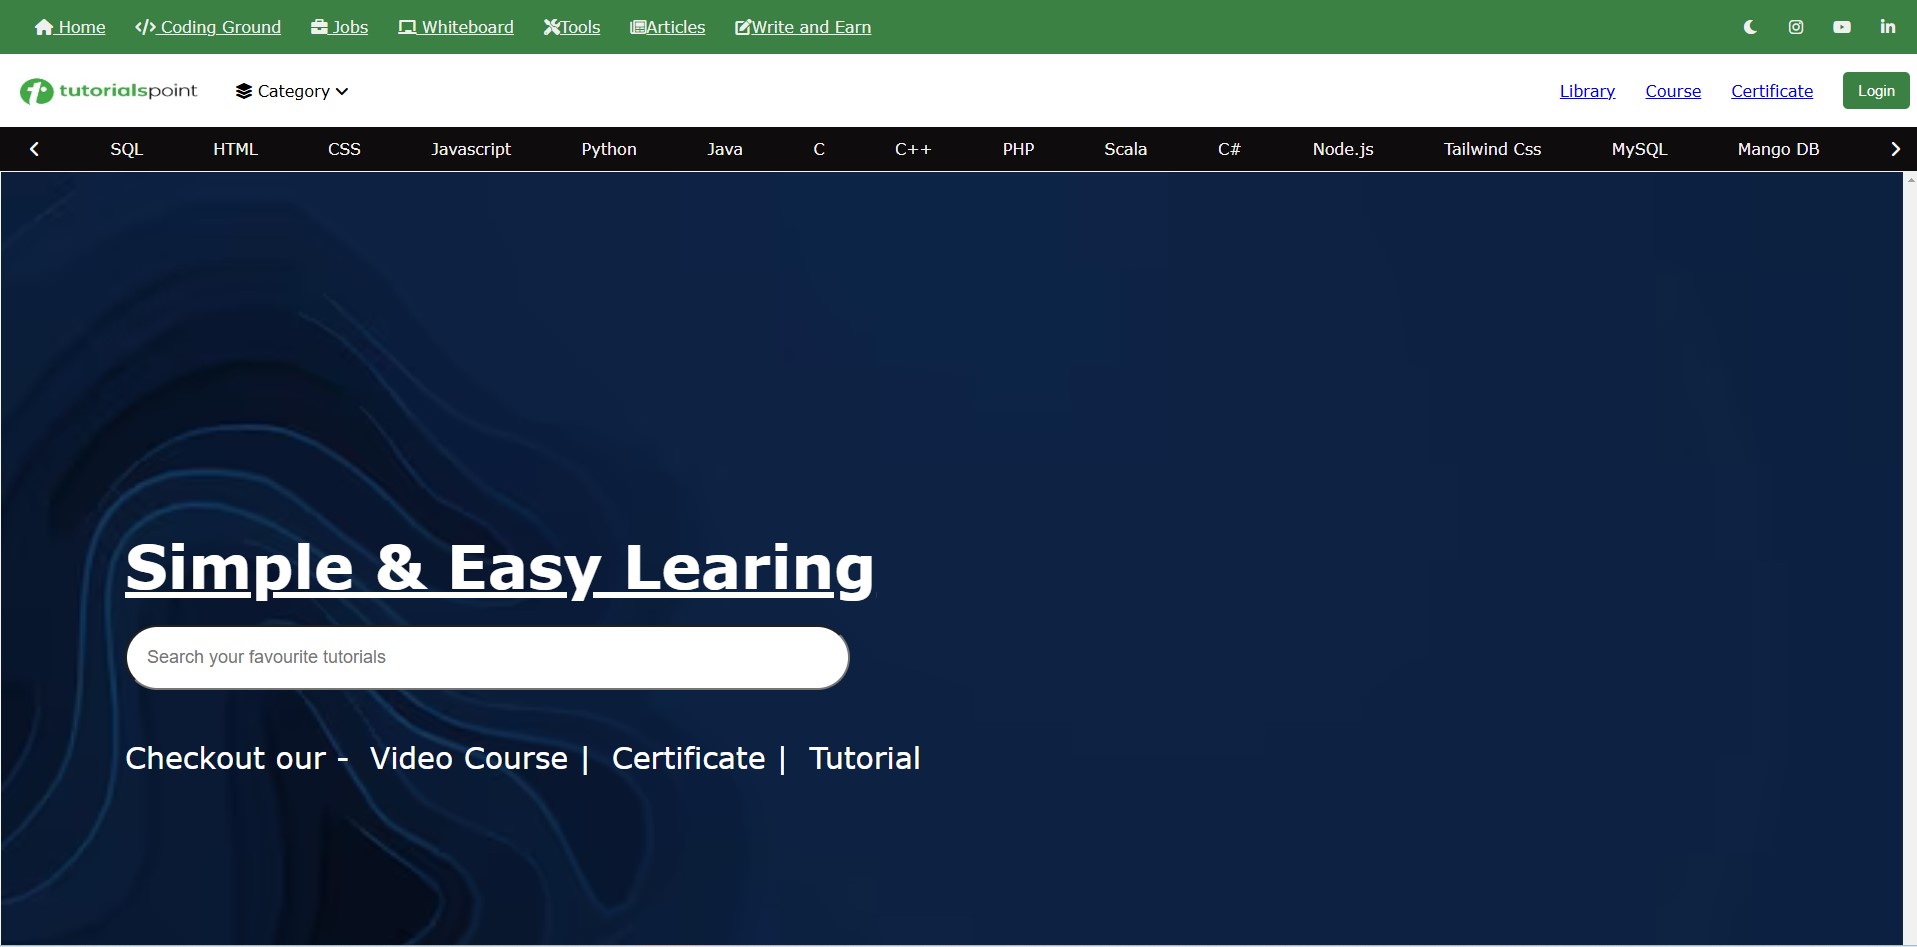 Home Coding Ground Jobs Whiteboard Tools Articles Write and Earn
tutorialspoint Category Library Course Certificate Login
SQL HTML CSS Javascript Python Java C C++ PHP Scala C# Node.js Tailwind Css MySQL Mango DB
Simple & Easy Learing
Search your favourite tutorials
Checkout our - Video Course | Certificate | Tutorial